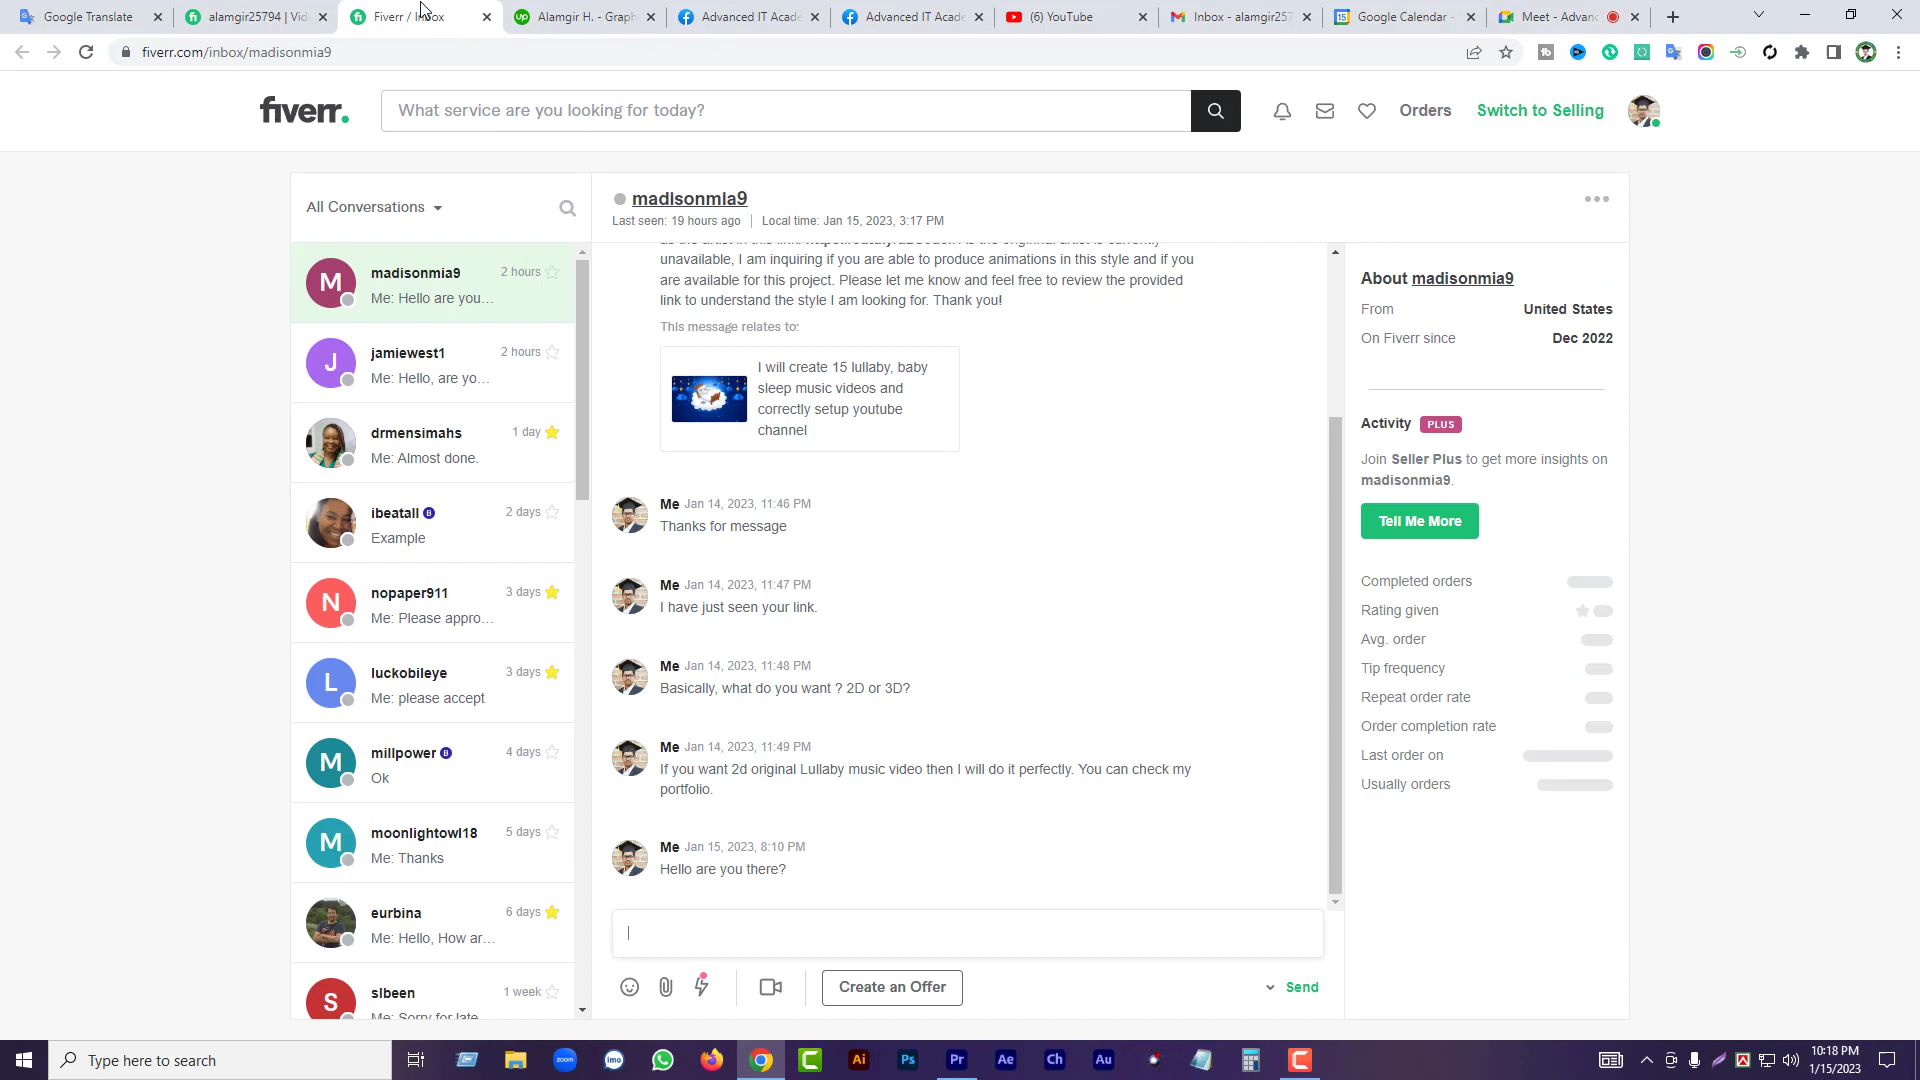 Google Translate
alamgir25794 | Vid
Fiverr / Inbox
Alamgir H. - Graph
Advanced IT Acade
Advanced IT Acade
(6) YouTube
Inbox - alamgir257
Google Calendar -
Meet - Advanc
fiverr.com/inbox/madisonmia9
fiverr.
What service are you looking for today?
Orders
Switch to Selling
All Conversations
madisonmia9
Last seen: 19 hours ago
Local time: Jan 15, 2023, 3:17 PM
M
madisonmia9
2 hours
Me: Hello are you…
J
jamiewest1
2 hours
Me: Hello, are yo…
drmensimahs
1 day
Me: Almost done.
ibeatall
B
2 days
Example
N
nopaper911
3 days
Me: Please appro…
L
luckobileye
3 days
Me: please accept
M
millpower
B
4 days
Ok
M
moonlightowl18
5 days
Me: Thanks
eurbina
6 days
Me: Hello, How ar…
S
slbeen
1 week
Me: Sorry for late
unavailable, I am inquiring if you are able to produce animations in this style and if you
are available for this project. Please let me know and feel free to review the provided
link to understand the style I am looking for. Thank you!
This message relates to:
I will create 15 lullaby, baby
sleep music videos and
correctly setup youtube
channel
Me Jan 14, 2023, 11:46 PM
Thanks for message
Me Jan 14, 2023, 11:47 PM
I have just seen your link.
Me Jan 14, 2023, 11:48 PM
Basically, what do you want ? 2D or 3D?
Me Jan 14, 2023, 11:49 PM
If you want 2d original Lullaby music video then I will do it perfectly. You can check my
portfolio.
Me Jan 15, 2023, 8:10 PM
Hello are you there?
Create an Offer
Send
About madisonmia9
From
United States
On Fiverr since
Dec 2022
Activity
PLUS
Join Seller Plus to get more insights on
madisonmia9.
Tell Me More
Completed orders
Rating given
Avg. order
Tip frequency
Repeat order rate
Order completion rate
Last order on
Usually orders
Type here to search
zoom
imo
Ai
Ps
Pr
Ae
Ch
Au
10:18 PM
1/15/2023